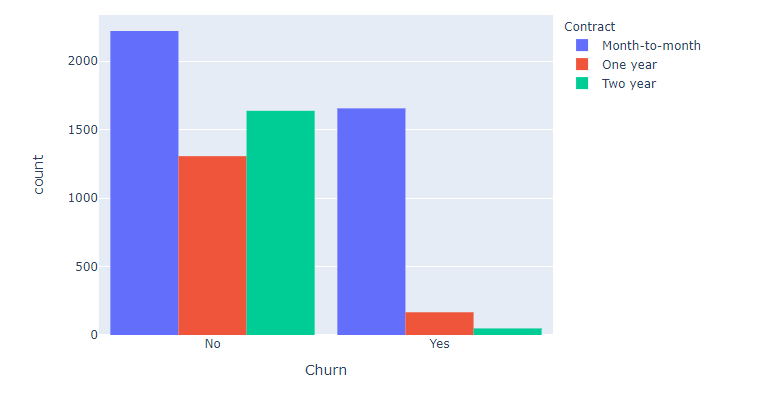 Contract
Month-to-month
One year
Two year
2000
1500
1000
500
0
count
No
Yes
Churn